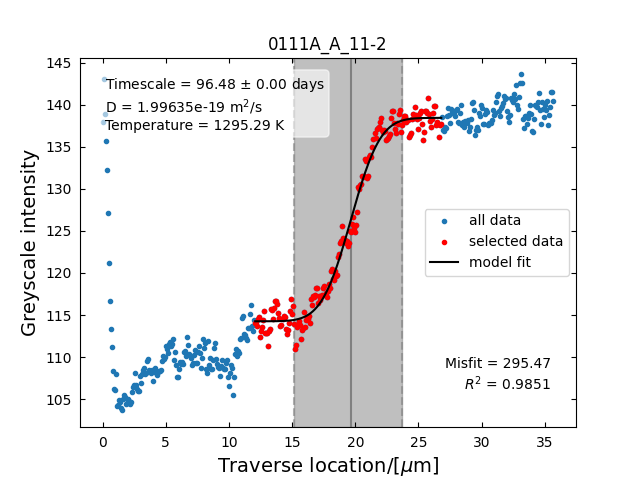 0111A_A_11-2
Timescale = 96.48 ± 0.00 days
D = 1.99635e-19 m²/s
Temperature = 1295.29 K
145
140
135
130
125
120
115
110
105
Greyscale intensity
all data
selected data
model fit
Misfit = 295.47
R² = 0.9851
0 5 10 15 20 25 30 35
Traverse location/[μm]